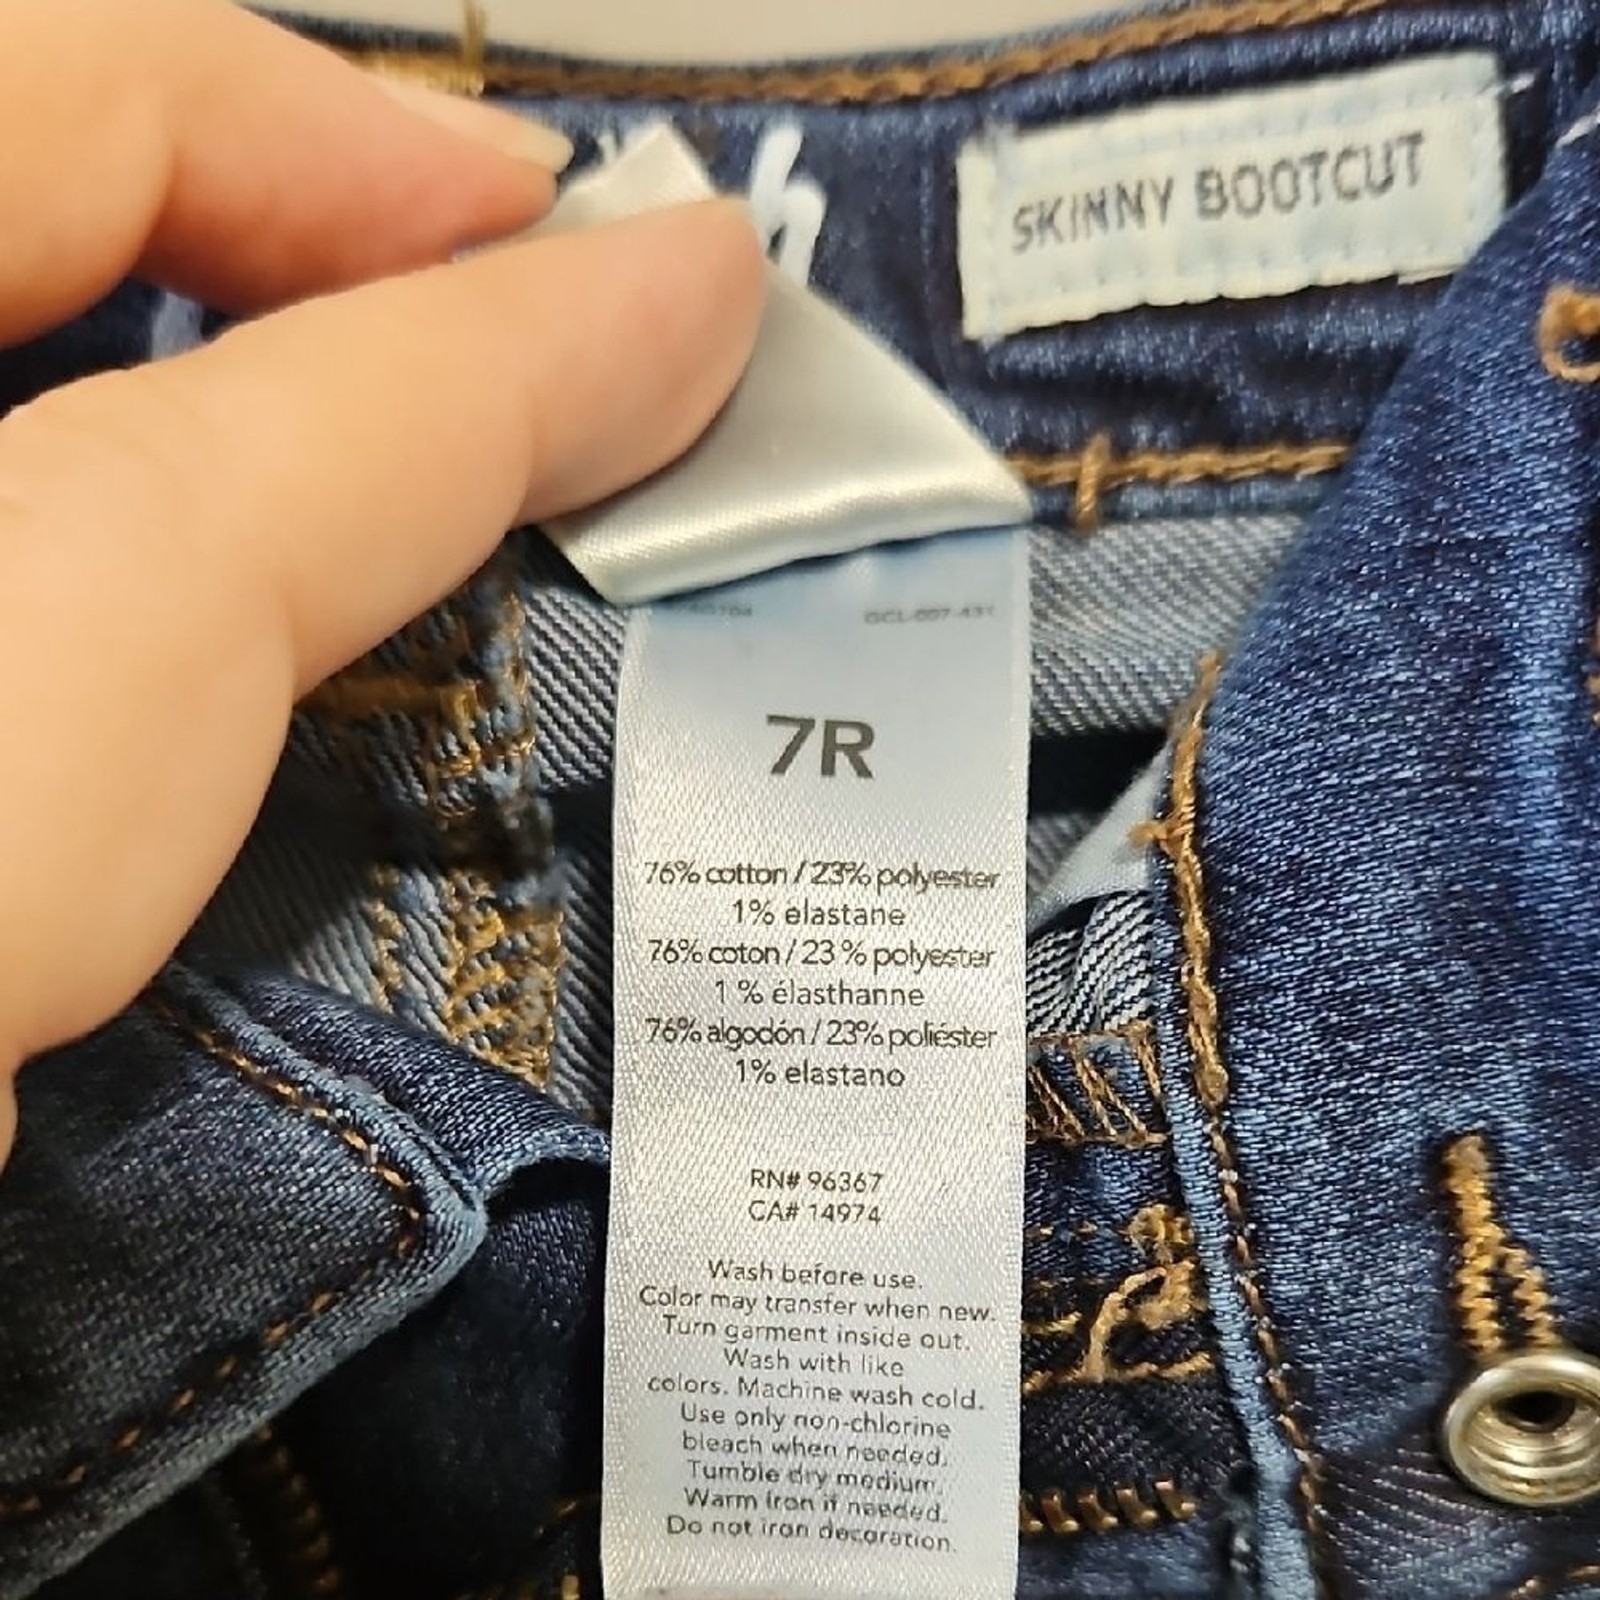 SKINNY BOOTCUT
GCL-007-431
7R
76% cotton / 23% polyester
1% elastane
76% coton / 23 % polyester
1 % élasthanne
76% algodón / 23% poliéster
1% elastano
RN# 96367
CA# 14974
Wash before use.
Color may transfer when new.
Turn garment inside out.
Wash with like
colors. Machine wash cold.
Use only non-chlorine
bleach when needed.
Tumble dry medium.
Warm iron if needed.
Do not iron decoration.